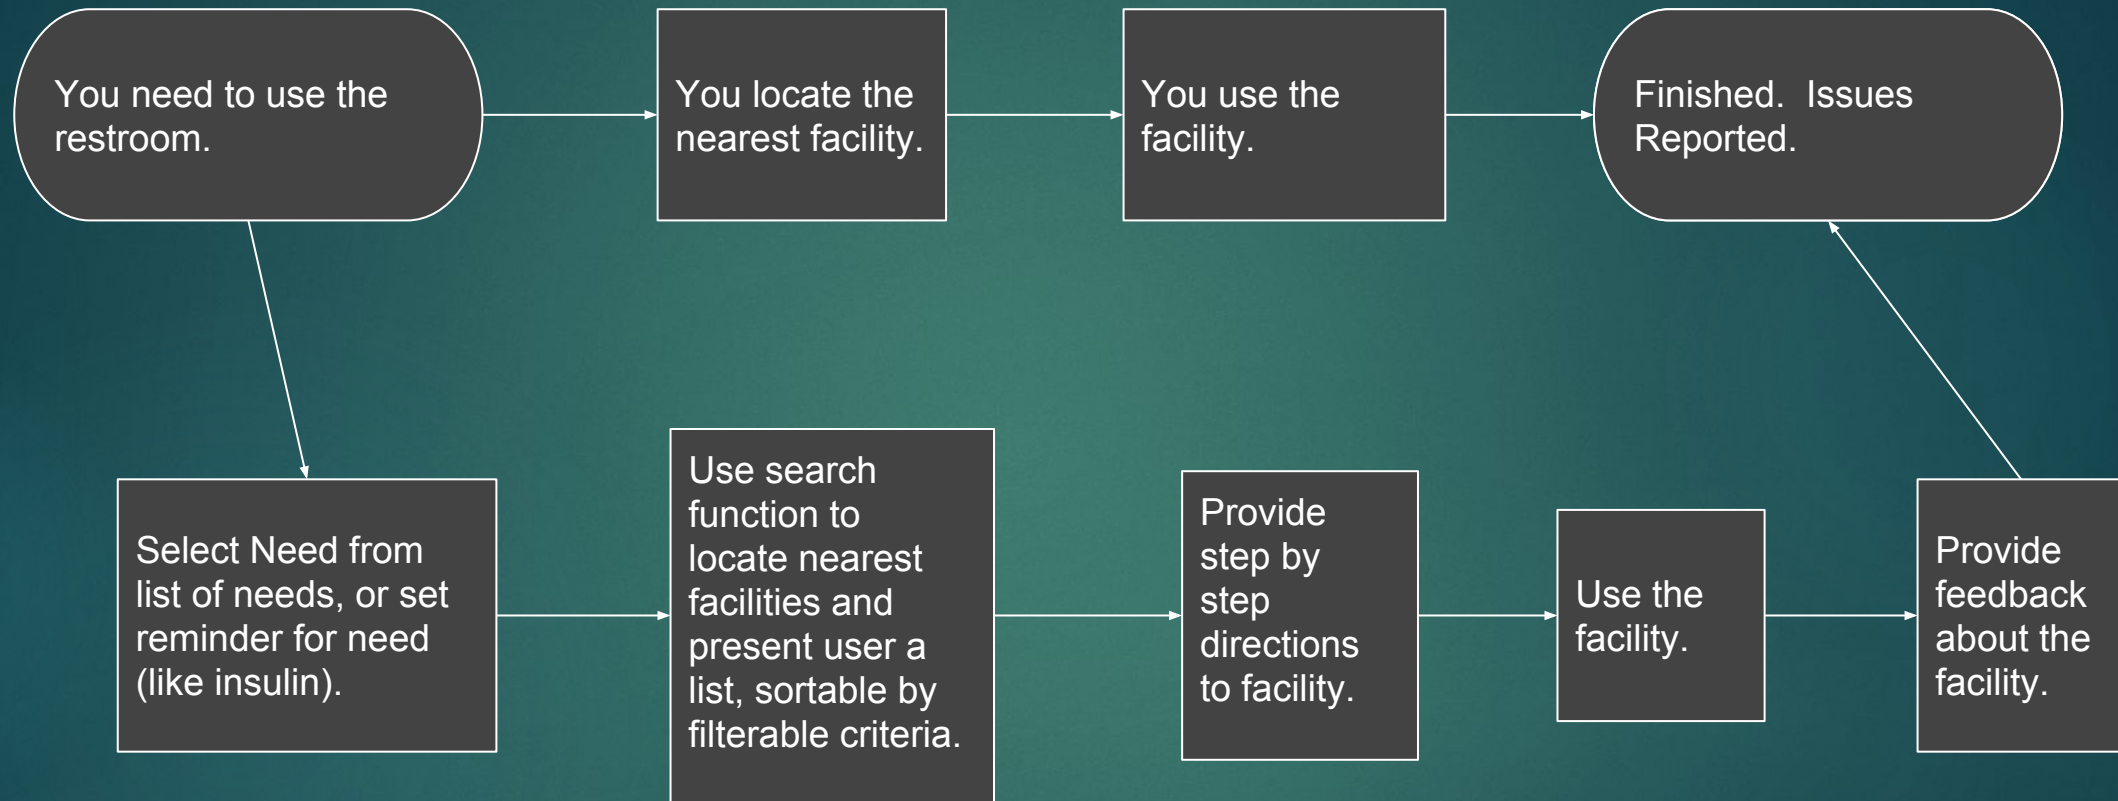 You need to use the
restroom.
You locate the
nearest facility.
You use the
facility.
Finished.  Issues
Reported.
Select Need from
list of needs, or set
reminder for need
(like insulin).
Use search
function to
locate nearest
facilities and
present user a
list, sortable by
filterable criteria.
Provide
step by
step
directions
to facility.
Use the
facility.
Provide
feedback
about the
facility.